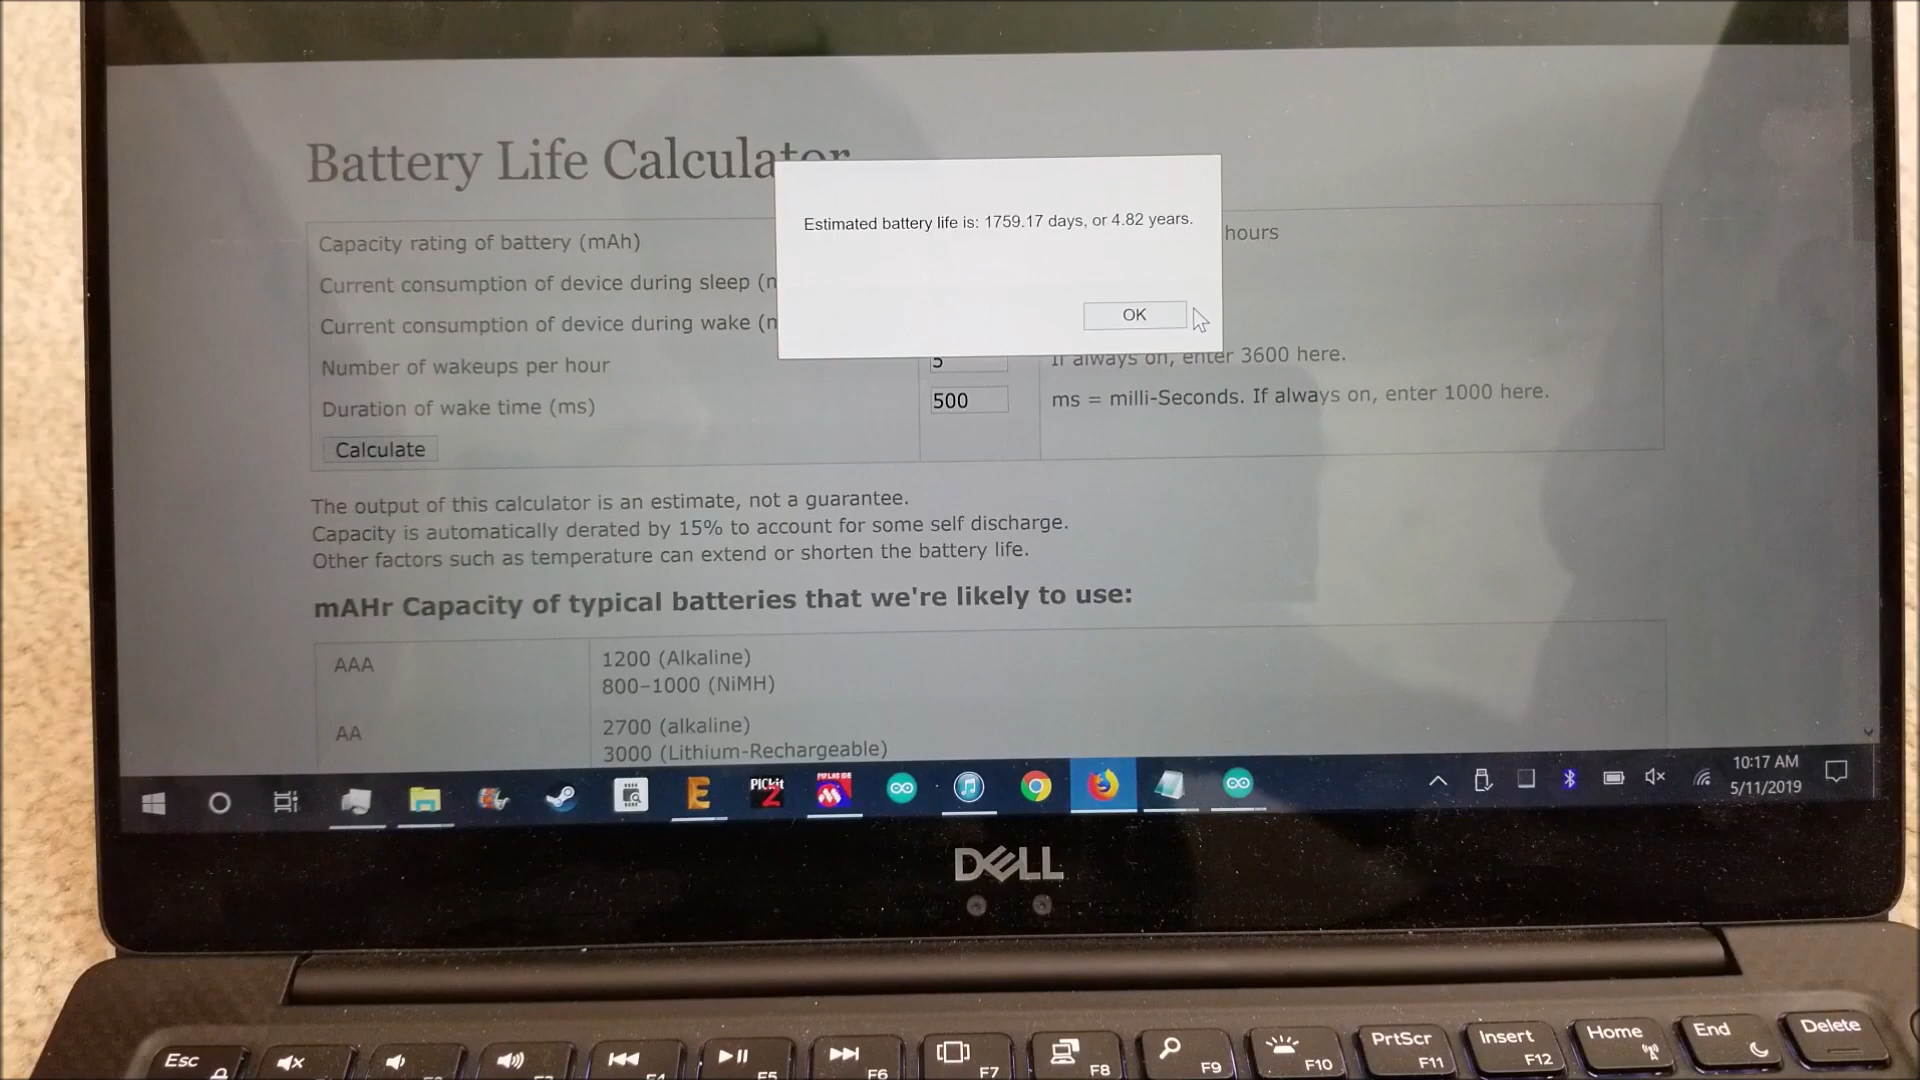 Battery Life Calculator
Estimated battery life is: 1759.17 days, or 4.82 years.
OK
Capacity rating of battery (mAh)
hours
Current consumption of device during sleep (
Current consumption of device during wake (
Number of wakeups per hour
5
If always on, enter 3600 here.
Duration of wake time (ms)
500
ms = milli-Seconds. If always on, enter 1000 here.
Calculate
The output of this calculator is an estimate, not a guarantee.
Capacity is automatically derated by 15% to account for some self discharge.
Other factors such as temperature can extend or shorten the battery life.
mAHr Capacity of typical batteries that we're likely to use:
AAA
1200 (Alkaline)
800-1000 (NiMH)
AA
2700 (alkaline)
3000 (Lithium-Rechargeable)
PICkit
MPLAB IDE
10:17 AM
5/11/2019
DELL
Esc
F5
F6
F7
F8
F9
F10
PrtScr
F11
Insert
F12
Home
End
Delete